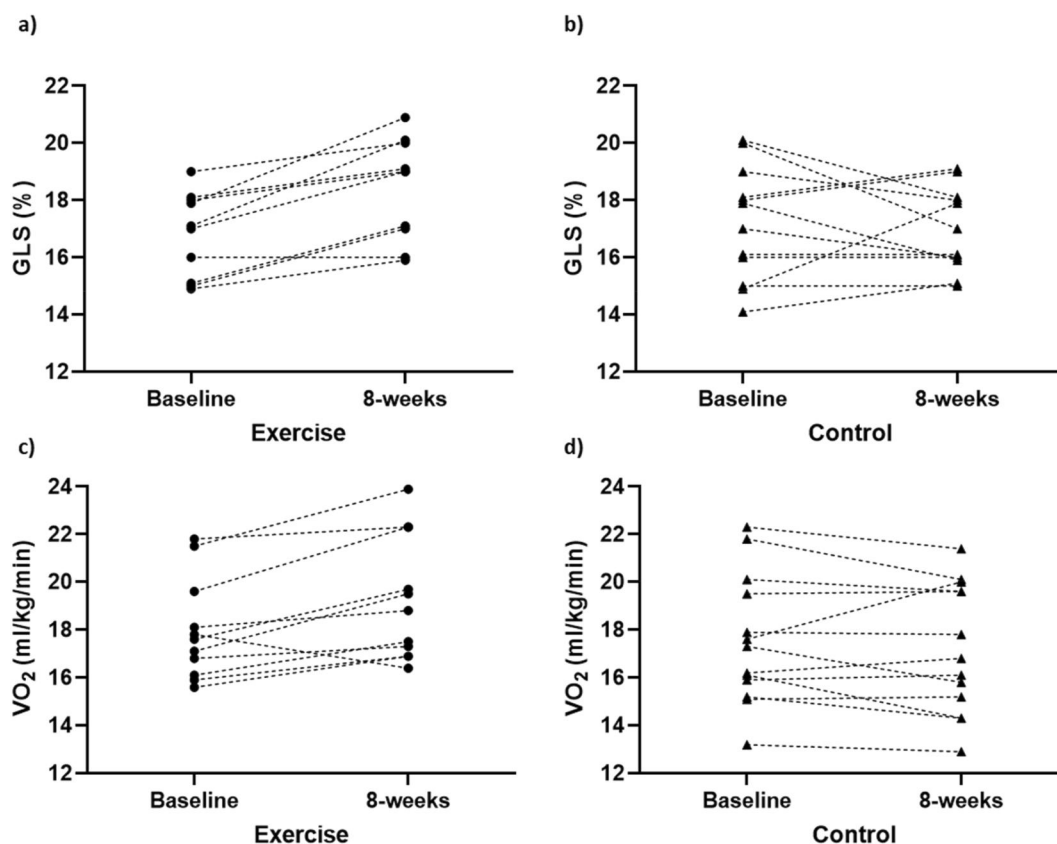 a)
GLS (%)
22
20
18
16
14
12
Baseline
8-weeks
Exercise
b)
GLS (%)
22
20
18
16
14
12
Baseline
8-weeks
Control
c)
VO₂ (ml/kg/min)
24
22
20
18
16
14
12
Baseline
8-weeks
Exercise
d)
VO₂ (ml/kg/min)
24
22
20
18
16
14
12
Baseline
8-weeks
Control